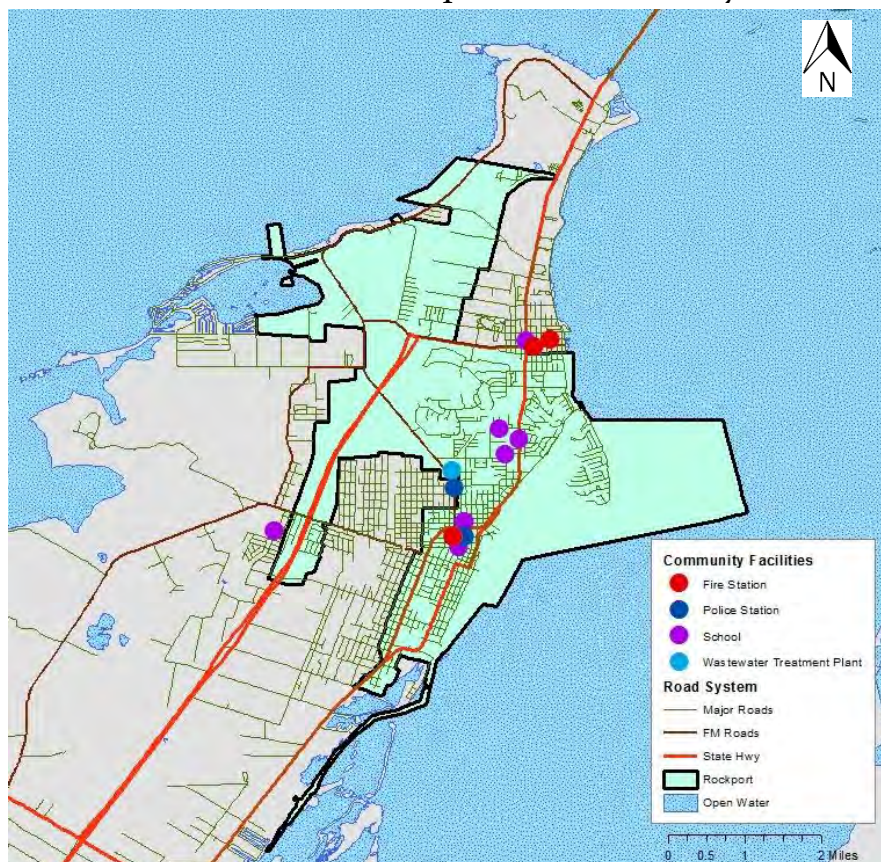 N
Community Facilities
Fire Station
Police Station
School
Wastewater Treatment Plant
Road System
Major Roads
FM Roads
State Hwy
Rockport
Open Water
0 0.5 1 2 Miles